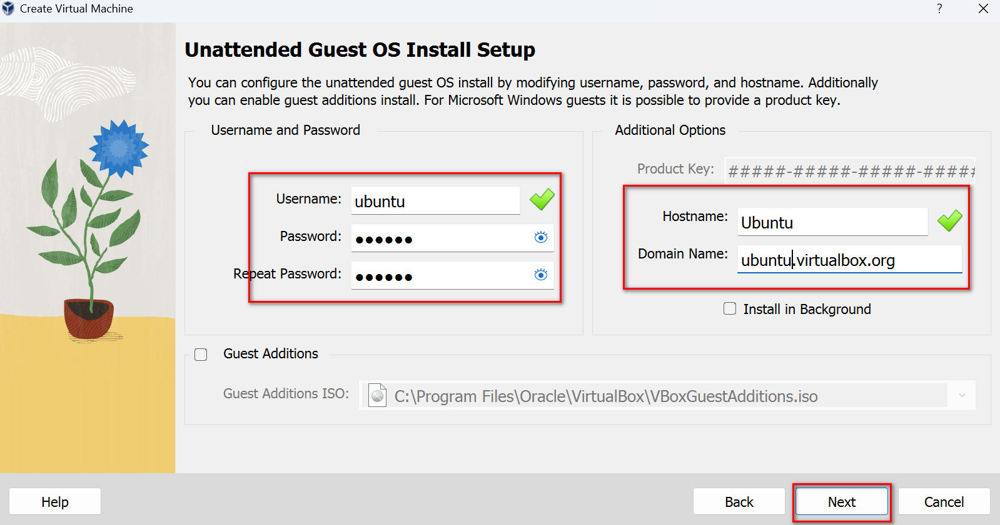 Create Virtual Machine
?
Unattended Guest OS Install Setup
You can configure the unattended guest OS install by modifying username, password, and hostname. Additionally
you can enable guest additions install. For Microsoft Windows guests it is possible to provide a product key.
Username and Password
Username: ubuntu
Password: ●●●●●●
Repeat Password: ●●●●●●
Additional Options
Product Key: #####-#####-#####-#####
Hostname: Ubuntu
Domain Name: ubuntu.virtualbox.org
Install in Background
Guest Additions
Guest Additions ISO: C:\Program Files\Oracle\VirtualBox\VBoxGuestAdditions.iso
Help
Back
Next
Cancel